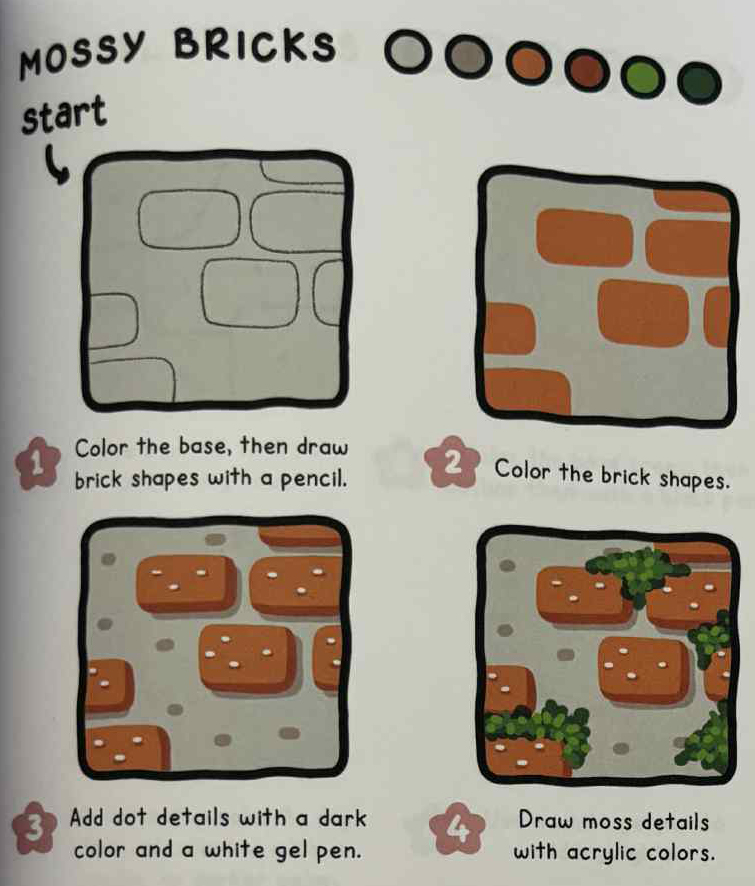 MOSSY BRICKS
start
1
Color the base, then draw
brick shapes with a pencil.
2
Color the brick shapes.
3
Add dot details with a dark
color and a white gel pen.
4
Draw moss details
with acrylic colors.